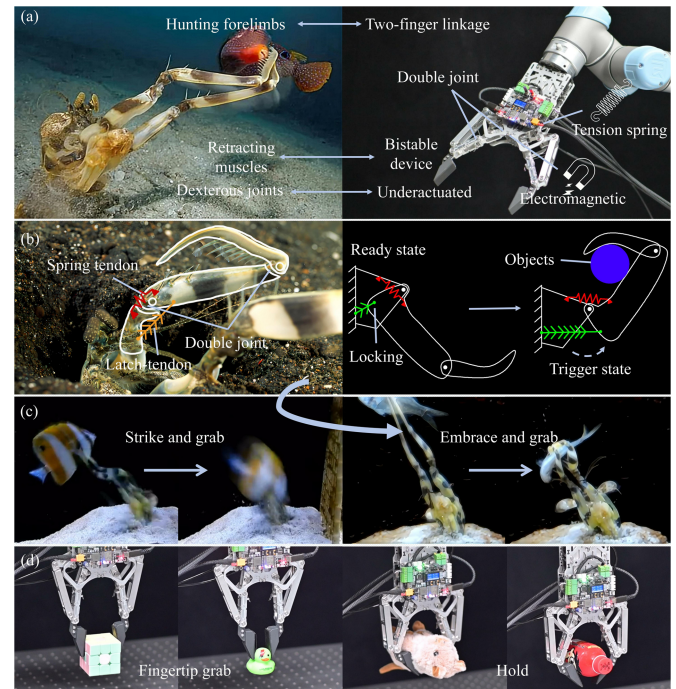 (a)
Hunting forelimbs
Two-finger linkage
Double joint
Tension spring
Retracting
muscles
Bistable
device
Dexterous joints
Underactuated
Electromagnetic
(b)
Spring tendon
Double joint
Latch-tendon
Ready state
Locking
Objects
Trigger state
(c)
Strike and grab
Embrace and grab
(d)
Fingertip grab
Hold